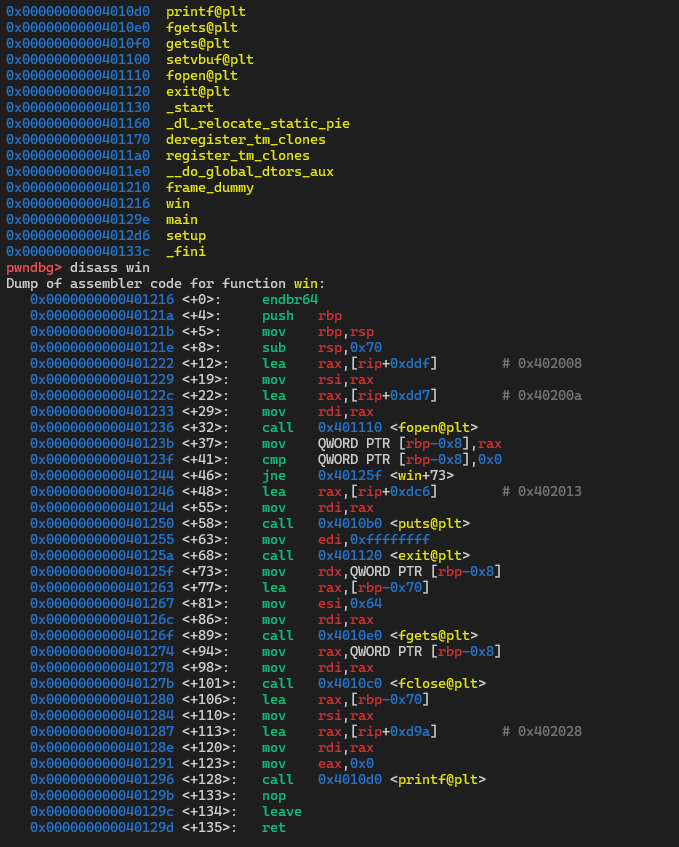 0x00000000004010d0  printf@plt
0x00000000004010e0  fgets@plt
0x00000000004010f0  gets@plt
0x0000000000401100  setvbuf@plt
0x0000000000401110  fopen@plt
0x0000000000401120  exit@plt
0x0000000000401130  _start
0x0000000000401160  _dl_relocate_static_pie
0x0000000000401170  deregister_tm_clones
0x00000000004011a0  register_tm_clones
0x00000000004011e0  __do_global_dtors_aux
0x0000000000401210  frame_dummy
0x0000000000401216  win
0x000000000040129e  main
0x00000000004012d6  setup
0x000000000040133c  _fini
pwndbg> disass win
Dump of assembler code for function win:
   0x0000000000401216 <+0>:     endbr64
   0x000000000040121a <+4>:     push   rbp
   0x000000000040121b <+5>:     mov    rbp,rsp
   0x000000000040121e <+8>:     sub    rsp,0x70
   0x0000000000401222 <+12>:    lea    rax,[rip+0xddf]        # 0x402008
   0x0000000000401229 <+19>:    mov    rsi,rax
   0x000000000040122c <+22>:    lea    rax,[rip+0xdd7]        # 0x40200a
   0x0000000000401233 <+29>:    mov    rdi,rax
   0x0000000000401236 <+32>:    call   0x401110 <fopen@plt>
   0x000000000040123b <+37>:    mov    QWORD PTR [rbp-0x8],rax
   0x000000000040123f <+41>:    cmp    QWORD PTR [rbp-0x8],0x0
   0x0000000000401244 <+46>:    jne    0x40125f <win+73>
   0x0000000000401246 <+48>:    lea    rax,[rip+0xdc6]        # 0x402013
   0x000000000040124d <+55>:    mov    rdi,rax
   0x0000000000401250 <+58>:    call   0x4010b0 <puts@plt>
   0x0000000000401255 <+63>:    mov    edi,0xffffffff
   0x000000000040125a <+68>:    call   0x401120 <exit@plt>
   0x000000000040125f <+73>:    mov    rdx,QWORD PTR [rbp-0x8]
   0x0000000000401263 <+77>:    lea    rax,[rbp-0x70]
   0x0000000000401267 <+81>:    mov    esi,0x64
   0x000000000040126c <+86>:    mov    rdi,rax
   0x000000000040126f <+89>:    call   0x4010e0 <fgets@plt>
   0x0000000000401274 <+94>:    mov    rax,QWORD PTR [rbp-0x8]
   0x0000000000401278 <+98>:    mov    rdi,rax
   0x000000000040127b <+101>:   call   0x4010c0 <fclose@plt>
   0x0000000000401280 <+106>:   lea    rax,[rbp-0x70]
   0x0000000000401284 <+110>:   mov    rsi,rax
   0x0000000000401287 <+113>:   lea    rax,[rip+0xd9a]        # 0x402028
   0x000000000040128e <+120>:   mov    rdi,rax
   0x0000000000401291 <+123>:   mov    eax,0x0
   0x0000000000401296 <+128>:   call   0x4010d0 <printf@plt>
   0x000000000040129b <+133>:   nop
   0x000000000040129c <+134>:   leave
   0x000000000040129d <+135>:   ret